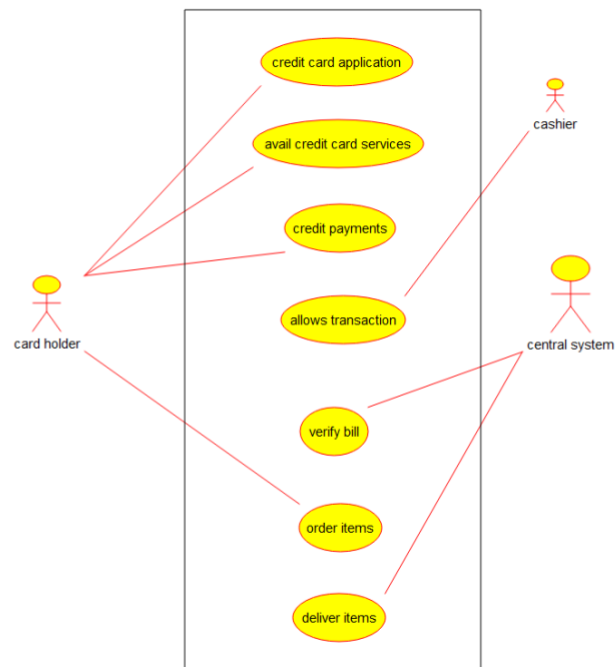 credit card application
avail credit card services
cashier
credit payments
allows transaction
card holder
central system
verify bill
order items
deliver items